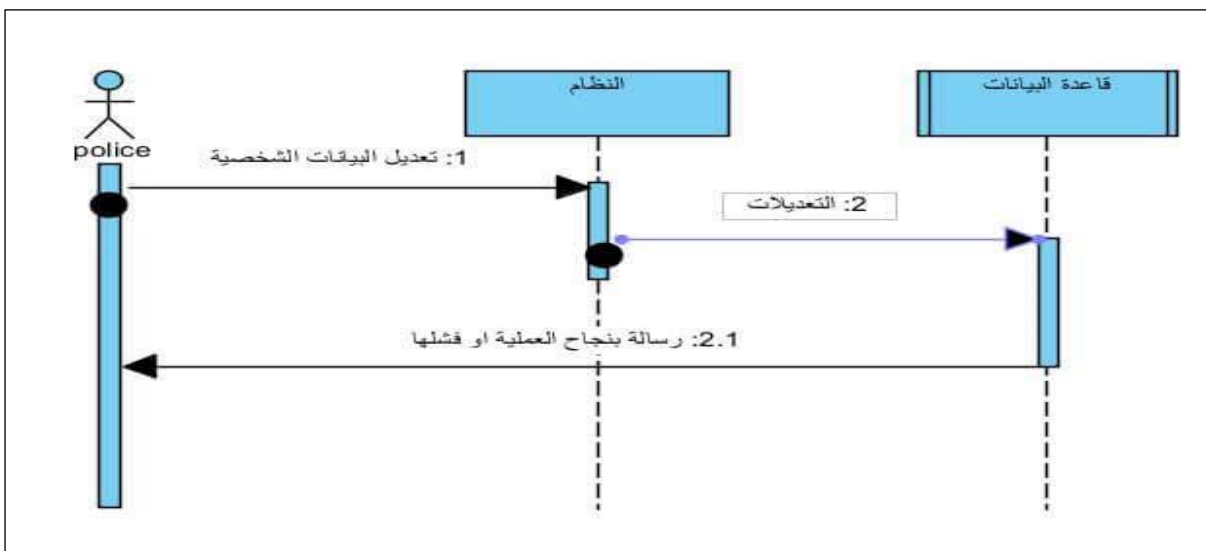 النظام
قاعدة البيانات
police
1: تعديل البيانات الشخصية
2: التعديلات
2.1: رسالة بنجاح العملية او فشلها